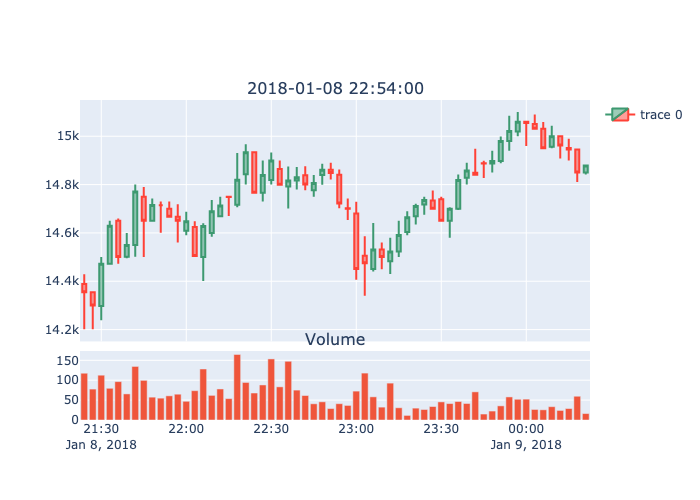 2018-01-08 22:54:00
trace 0
15k
14.8k
14.6k
14.4k
14.2k
Volume
150
100
50
0
21:30 22:00 22:30 23:00 23:30 00:00
Jan 8, 2018 Jan 9, 2018